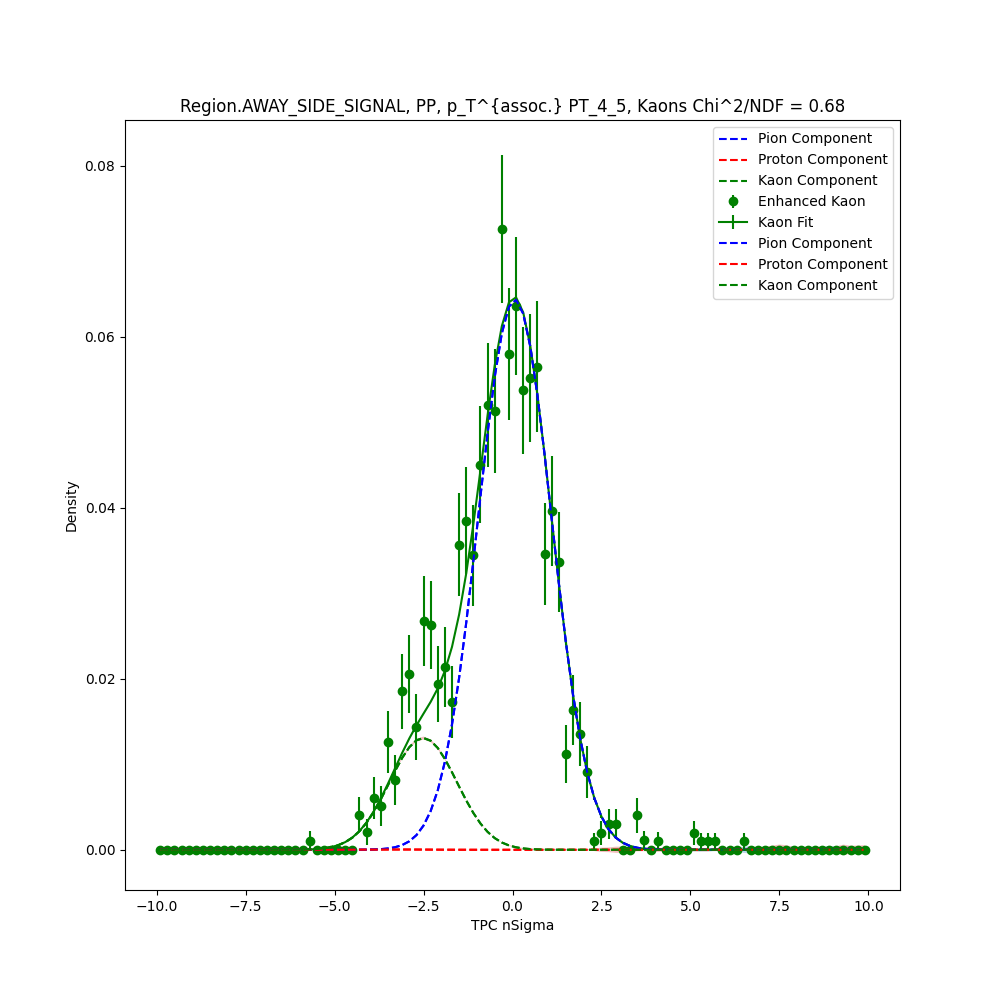 Region.AWAY_SIDE_SIGNAL, PP, p_T^{assoc.} PT_4_5, Kaons Chi^2/NDF = 0.68
Pion Component
Proton Component
Kaon Component
Enhanced Kaon
Kaon Fit
Pion Component
Proton Component
Kaon Component
0.08
0.06
0.04
0.02
0.00
Density
−10.0 −7.5 −5.0 −2.5 0.0 2.5 5.0 7.5 10.0
TPC nSigma